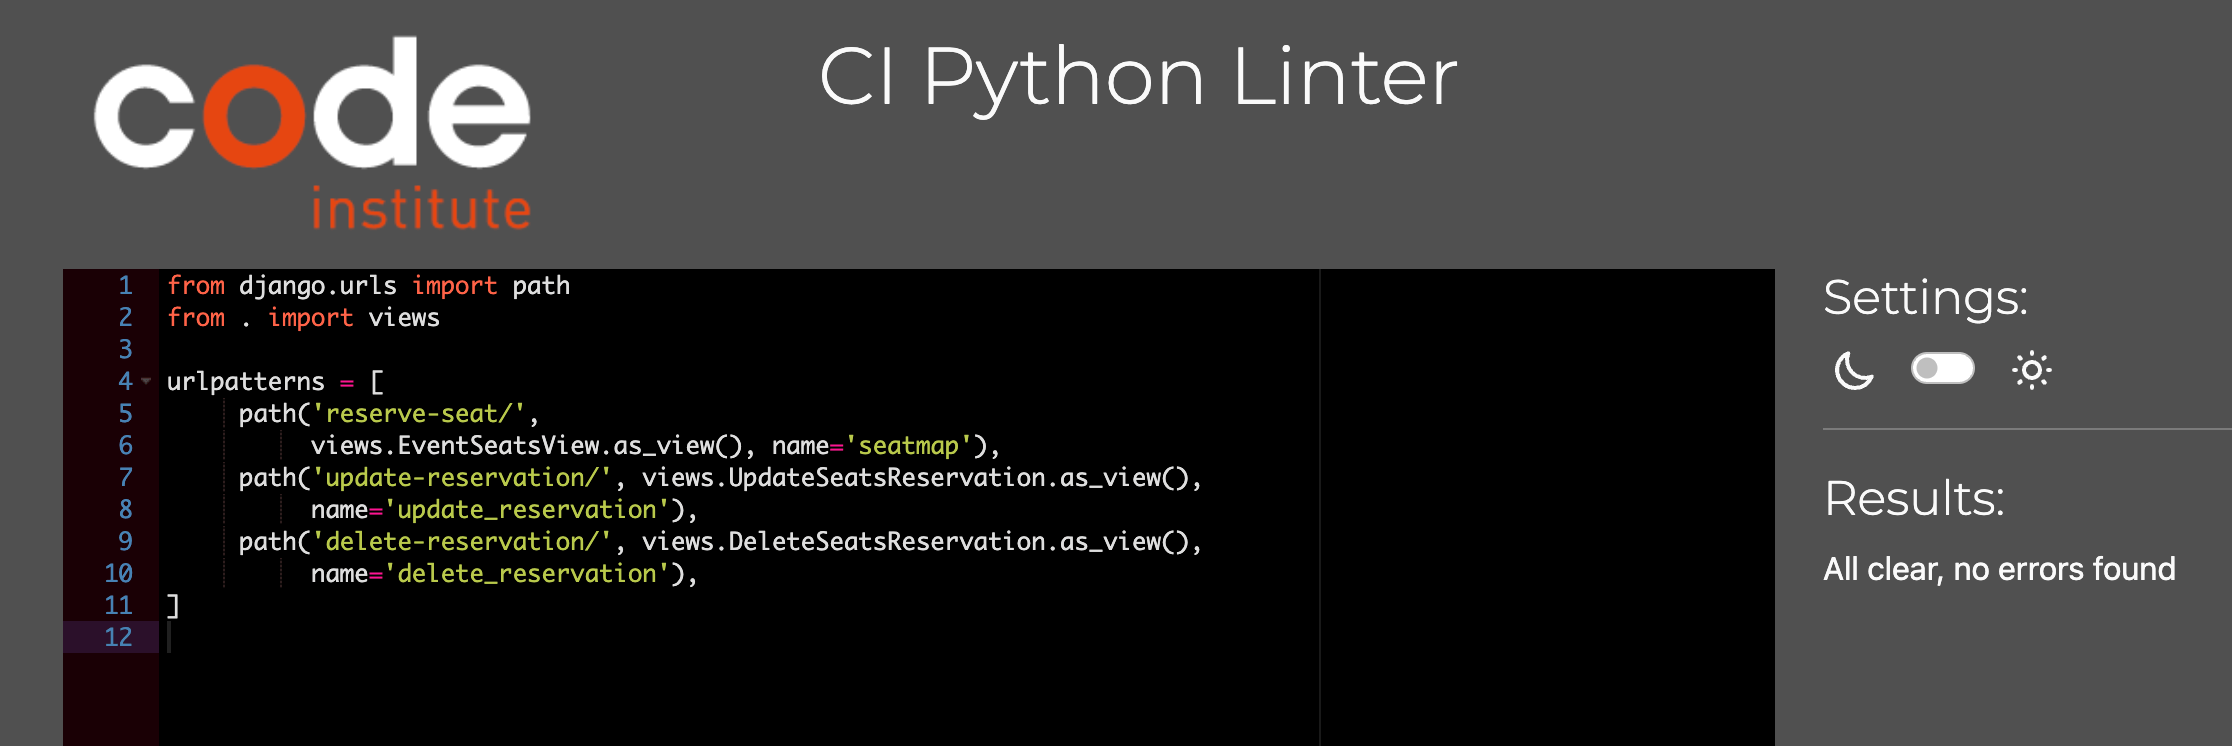 code
institute
CI Python Linter
1 from django.urls import path
2 from . import views
3
4 urlpatterns = [
5 path('reserve-seat/',
6 views.EventSeatsView.as_view(), name='seatmap'),
7 path('update-reservation/', views.UpdateSeatsReservation.as_view(),
8 name='update_reservation'),
9 path('delete-reservation/', views.DeleteSeatsReservation.as_view(),
10 name='delete_reservation'),
11 ]
12
Settings:
Results:
All clear, no errors found